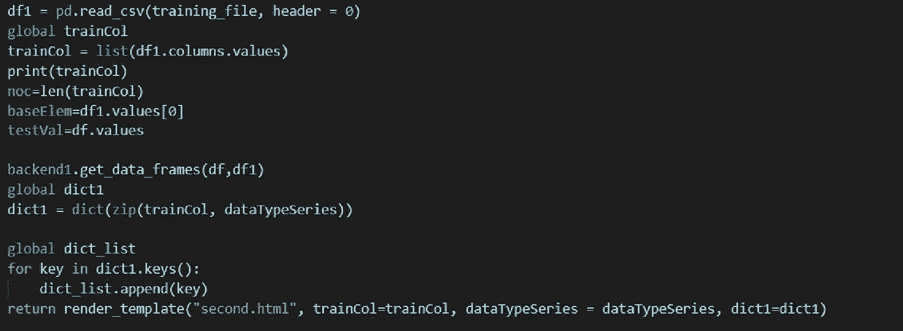 df1 = pd.read_csv(training_file, header = 0)
global trainCol
trainCol = list(df1.columns.values)
print(trainCol)
noc=len(trainCol)
baseElem=df1.values[0]
testVal=df.values

backend1.get_data_frames(df,df1)
global dict1
dict1 = dict(zip(trainCol, dataTypeSeries))

global dict_list
for key in dict1.keys():
    dict_list.append(key)
return render_template("second.html", trainCol=trainCol, dataTypeSeries = dataTypeSeries, dict1=dict1)